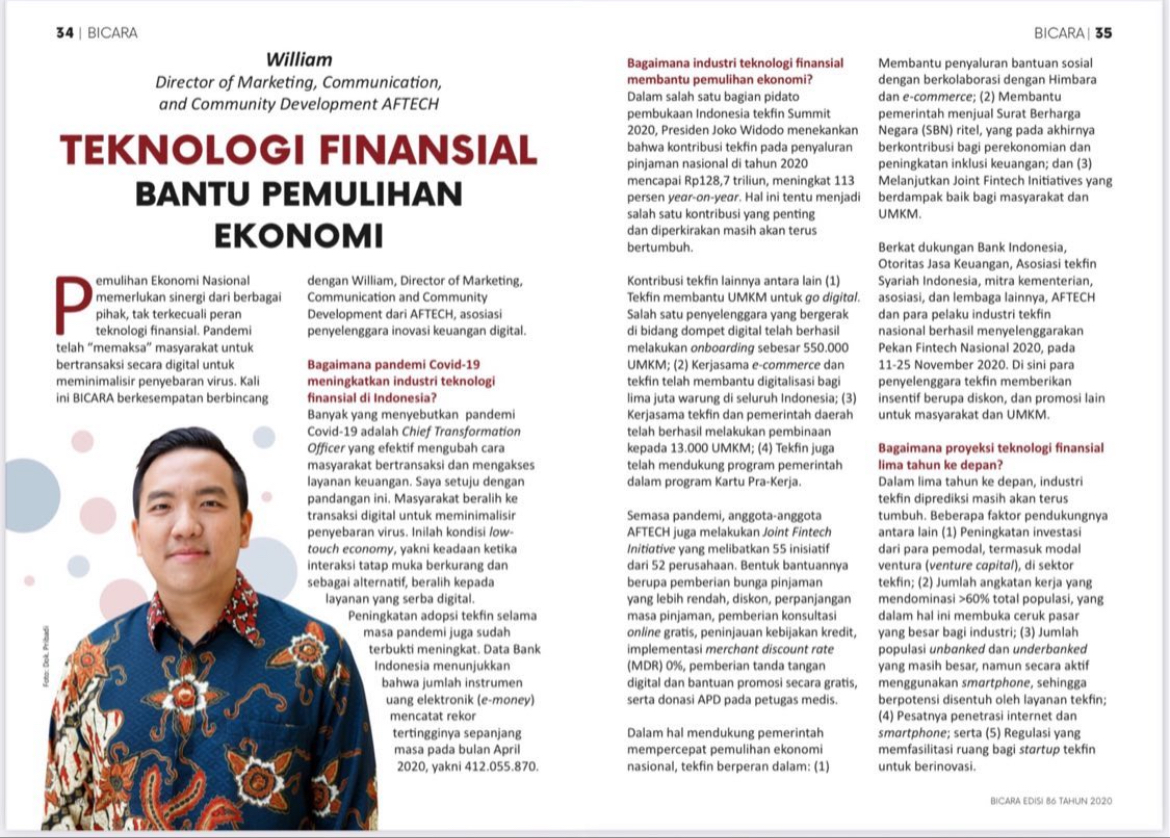 34 | BICARA
William
Director of Marketing, Communication,
and Community Development AFTECH
TEKNOLOGI FINANSIAL
BANTU PEMULIHAN
EKONOMI
Pemulihan Ekonomi Nasional
memerlukan sinergi dari berbagai
pihak, tak terkecuali peran
teknologi finansial. Pandemi
telah “memaksa” masyarakat untuk
bertransaksi secara digital untuk
meminimalisir penyebaran virus. Kali
ini BICARA berkesempatan berbincang
dengan William, Director of Marketing,
Communication and Community
Development dari AFTECH, asosiasi
penyelenggara inovasi keuangan digital.
Bagaimana pandemi Covid-19
meningkatkan industri teknologi
finansial di Indonesia?
Banyak yang menyebutkan pandemi
Covid-19 adalah Chief Transformation
Officer yang efektif mengubah cara
masyarakat bertransaksi dan mengakses
layanan keuangan. Saya setuju dengan
pandangan ini. Masyarakat beralih ke
transaksi digital untuk meminimalisir
penyebaran virus. Inilah kondisi low-
touch economy, yakni keadaan ketika
interaksi tatap muka berkurang dan
sebagai alternatif, beralih kepada
layanan yang serba digital.
Peningkatan adopsi tekfin selama
masa pandemi juga sudah
terbukti meningkat. Data Bank
Indonesia menunjukkan
bahwa jumlah instrumen
uang elektronik (e-money)
mencatat rekor
tertingginya sepanjang
masa pada bulan April
2020, yakni 412.055.870.
Foto: Dok. Pribadi
BICARA | 35
Bagaimana industri teknologi finansial
membantu pemulihan ekonomi?
Dalam salah satu bagian pidato
pembukaan Indonesia tekfin Summit
2020, Presiden Joko Widodo menekankan
bahwa kontribusi tekfin pada penyaluran
pinjaman nasional di tahun 2020
mencapai Rp128,7 triliun, meningkat 113
persen year-on-year. Hal ini tentu menjadi
salah satu kontribusi yang penting
dan diperkirakan masih akan terus
bertumbuh.
Kontribusi tekfin lainnya antara lain (1)
Tekfin membantu UMKM untuk go digital.
Salah satu penyelenggara yang bergerak
di bidang dompet digital telah berhasil
melakukan onboarding sebesar 550.000
UMKM; (2) Kerjasama e-commerce dan
tekfin telah membantu digitalisasi bagi
lima juta warung di seluruh Indonesia; (3)
Kerjasama tekfin dan pemerintah daerah
telah berhasil melakukan pembinaan
kepada 13.000 UMKM; (4) Tekfin juga
telah mendukung program pemerintah
dalam program Kartu Pra-Kerja.
Semasa pandemi, anggota-anggota
AFTECH juga melakukan Joint Fintech
Initiative yang melibatkan 55 inisiatif
dari 52 perusahaan. Bentuk bantuannya
berupa pemberian bunga pinjaman
yang lebih rendah, diskon, perpanjangan
masa pinjaman, pemberian konsultasi
online gratis, peninjauan kebijakan kredit,
implementasi merchant discount rate
(MDR) 0%, pemberian tanda tangan
digital dan bantuan promosi secara gratis,
serta donasi APD pada petugas medis.
Dalam hal mendukung pemerintah
mempercepat pemulihan ekonomi
nasional, tekfin berperan dalam: (1)
Membantu penyaluran bantuan sosial
dengan berkolaborasi dengan Himbara
dan e-commerce; (2) Membantu
pemerintah menjual Surat Berharga
Negara (SBN) ritel, yang pada akhirnya
berkontribusi bagi perekonomian dan
peningkatan inklusi keuangan; dan (3)
Melanjutkan Joint Fintech Initiatives yang
berdampak baik bagi masyarakat dan
UMKM.
Berkat dukungan Bank Indonesia,
Otoritas Jasa Keuangan, Asosiasi tekfin
Syariah Indonesia, mitra kementerian,
asosiasi, dan lembaga lainnya, AFTECH
dan para pelaku industri tekfin
nasional berhasil menyelenggarakan
Pekan Fintech Nasional 2020, pada
11-25 November 2020. Di sini para
penyelenggara tekfin memberikan
insentif berupa diskon, dan promosi lain
untuk masyarakat dan UMKM.
Bagaimana proyeksi teknologi finansial
lima tahun ke depan?
Dalam lima tahun ke depan, industri
tekfin diprediksi masih akan terus
tumbuh. Beberapa faktor pendukungnya
antara lain (1) Peningkatan investasi
dari para pemodal, termasuk modal
ventura (venture capital), di sektor
tekfin; (2) Jumlah angkatan kerja yang
mendominasi >60% total populasi, yang
dalam hal ini membuka ceruk pasar
yang besar bagi industri; (3) Jumlah
populasi unbanked dan underbanked
yang masih besar, namun secara aktif
menggunakan smartphone, sehingga
berpotensi disentuh oleh layanan tekfin;
(4) Pesatnya penetrasi internet dan
smartphone; serta (5) Regulasi yang
memfasilitasi ruang bagi startup tekfin
untuk berinovasi.
BICARA EDISI 86 TAHUN 2020